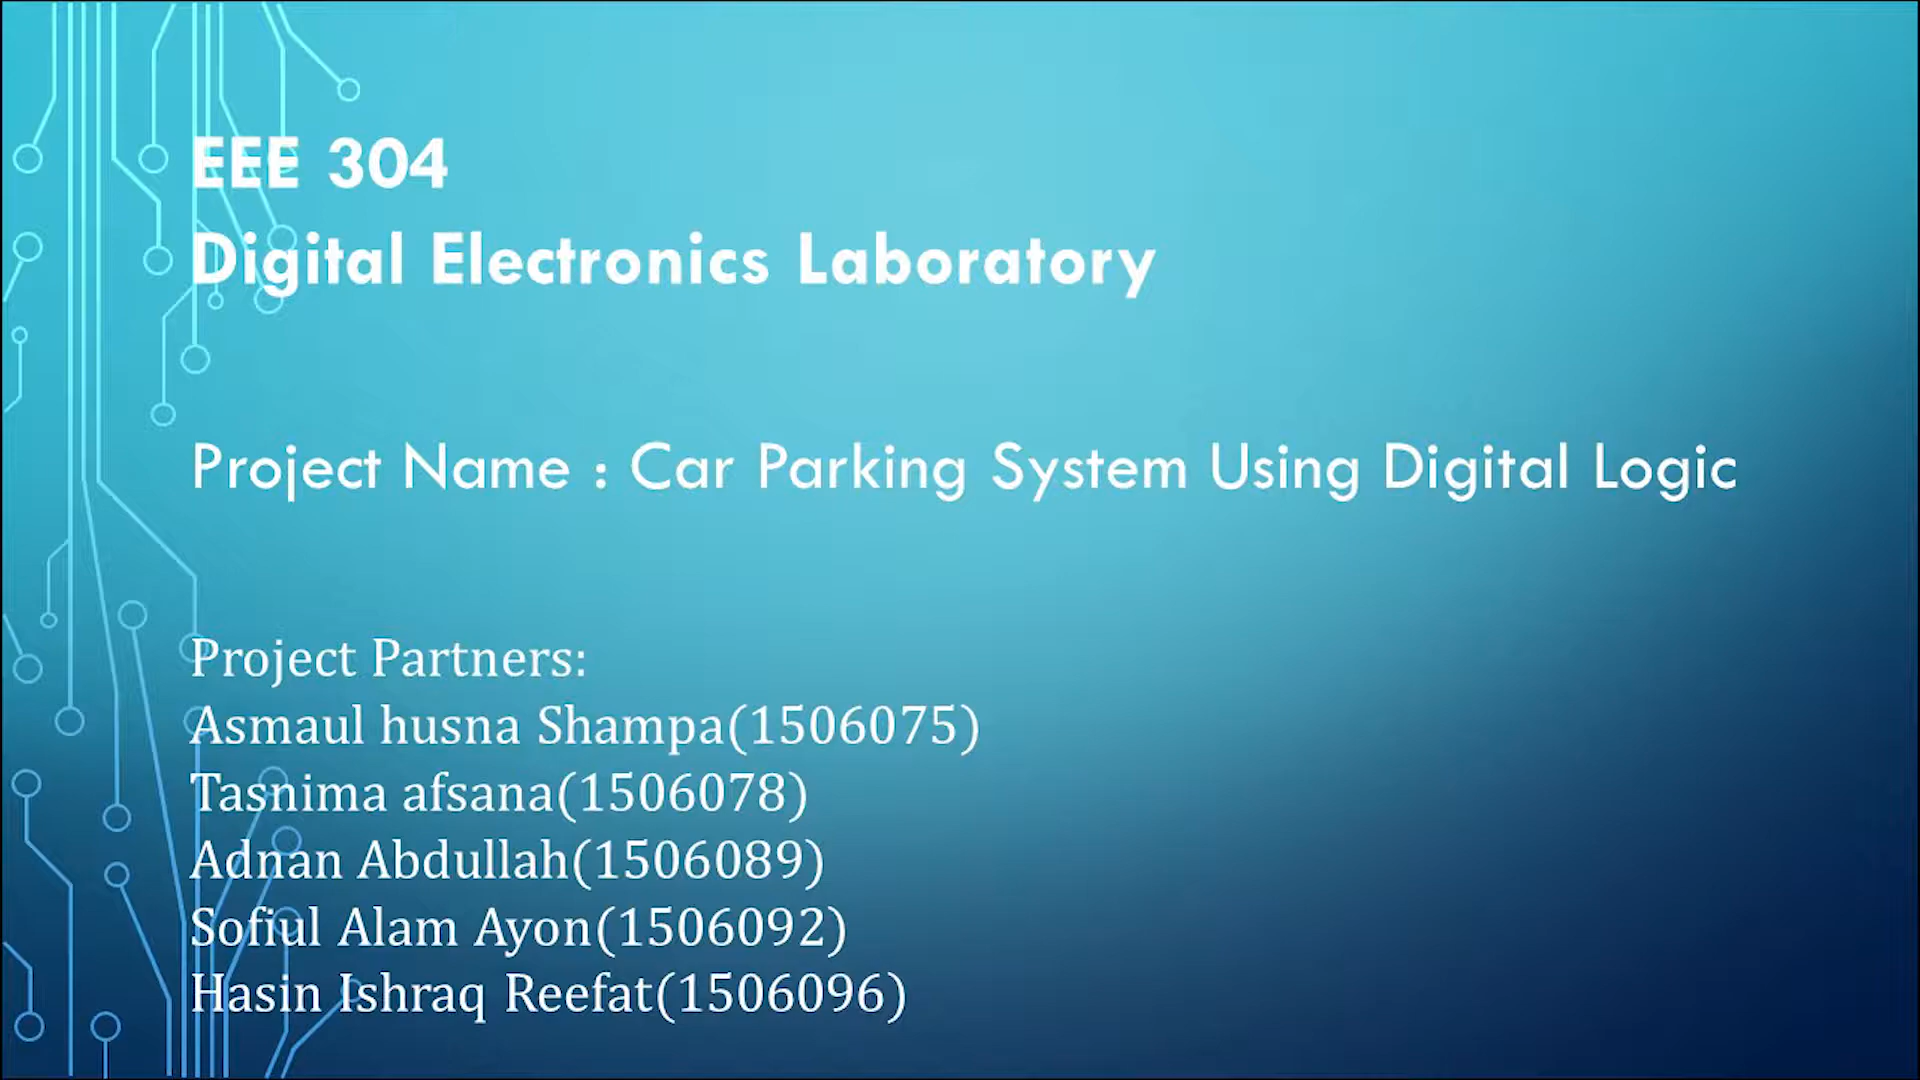 EEE 304
Digital Electronics Laboratory
Project Name : Car Parking System Using Digital Logic
Project Partners:
Asmaul husna Shampa(1506075)
Tasnima afsana(1506078)
Adnan Abdullah(1506089)
Sofiul Alam Ayon(1506092)
Hasin Ishraq Reefat(1506096)